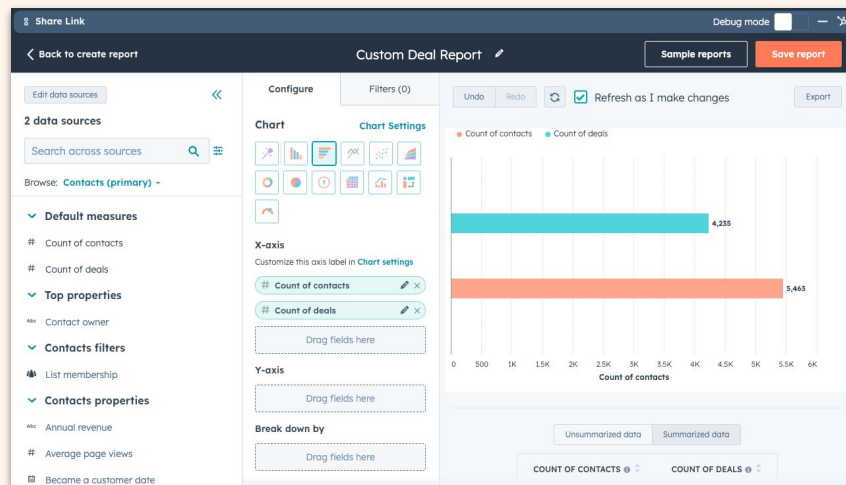 Share Link
Debug mode
Back to create report
Custom Deal Report
Sample reports
Save report
Edit data sources
2 data sources
Search across sources
Browse: Contacts (primary)
Default measures
# Count of contacts
# Count of deals
Top properties
Abc Contact owner
Contacts filters
List membership
Contacts properties
Abc Annual revenue
# Average page views
Became a customer date
Configure
Filters (0)
Chart
Chart Settings
1
X-axis
Customize this axis label in Chart settings
# Count of contacts
# Count of deals
Drag fields here
Y-axis
Drag fields here
Break down by
Drag fields here
Undo
Redo
Refresh as I make changes
Export
Count of contacts
Count of deals
4,235
5,463
0 500 1K 1.5K 2K 2.5K 3K 3.5K 4K 4.5K 5K 5.5K 6K
Count of contacts
Unsummarized data
Summarized data
COUNT OF CONTACTS
COUNT OF DEALS